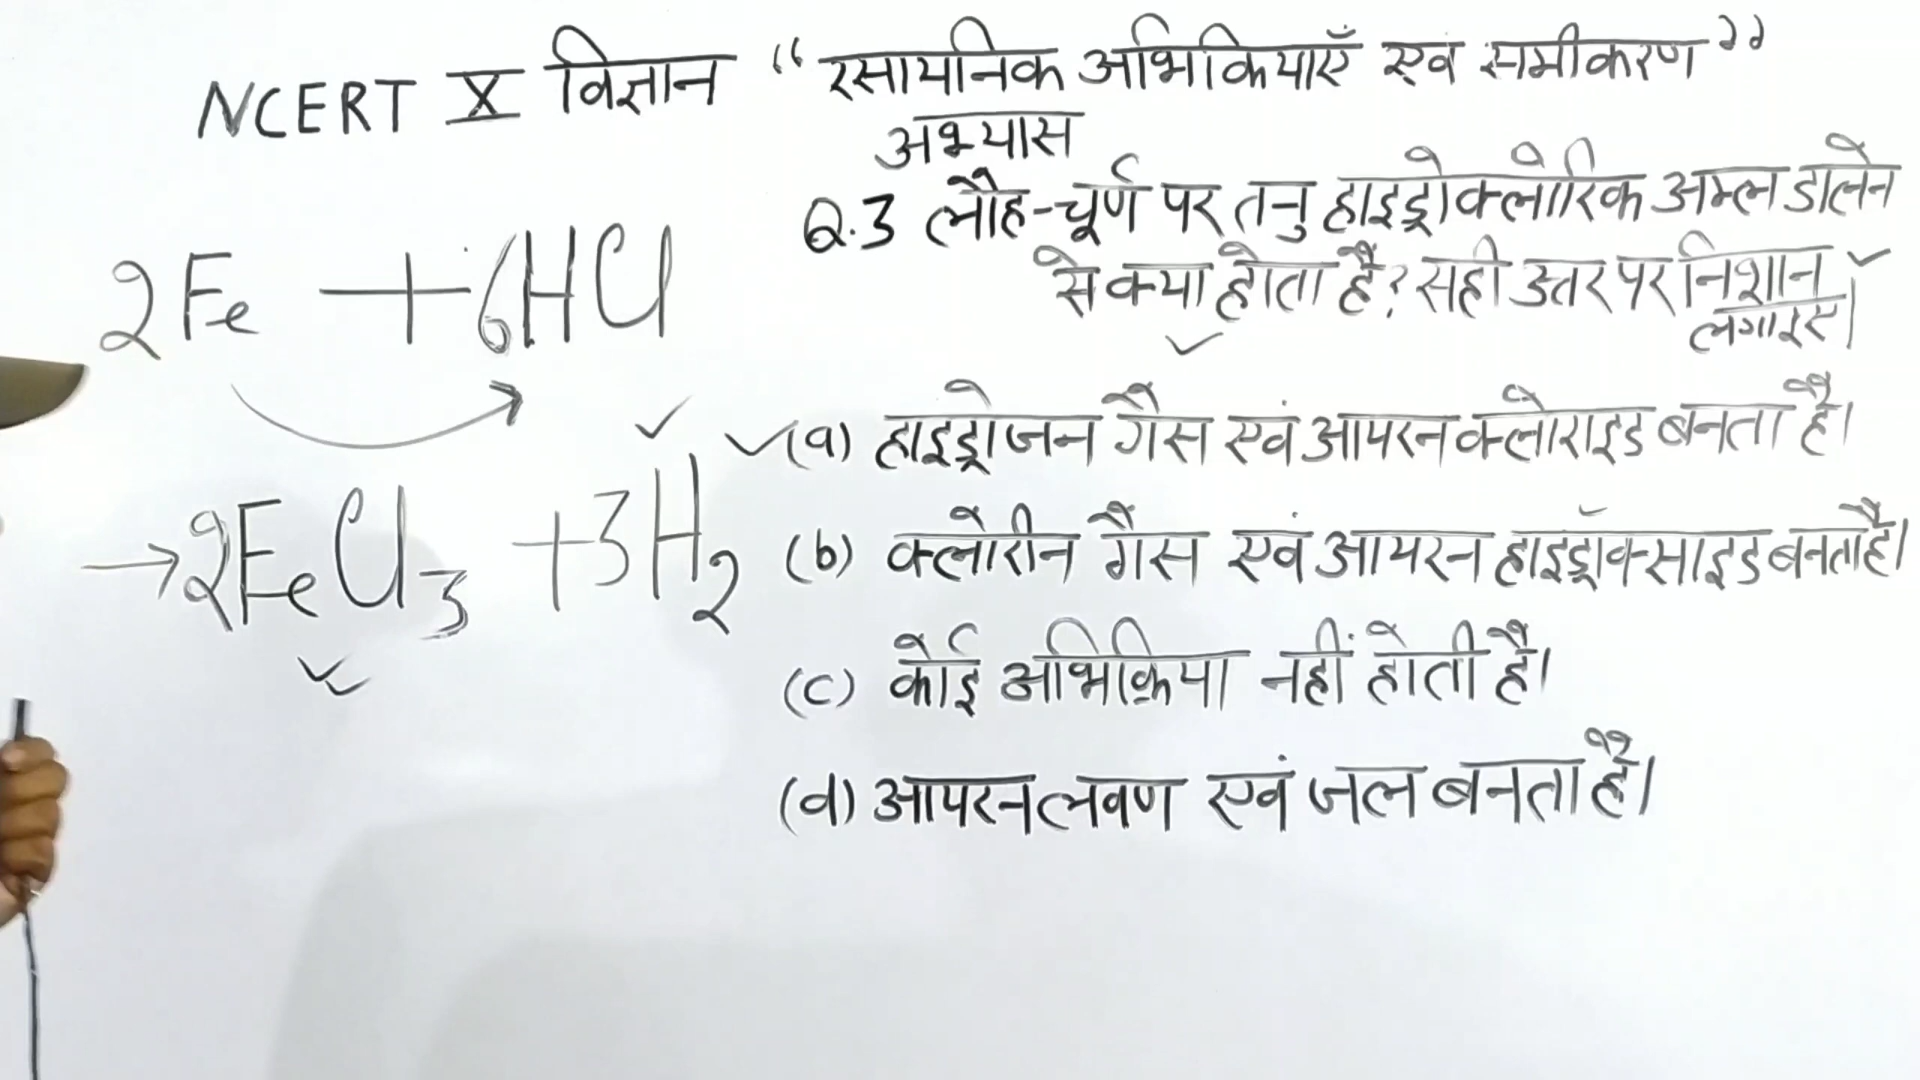 NCERT X विज्ञान “रसायनिक अभिकियाएँ एवं समीकरण”
अभ्यास
Q.3 लौह-चूर्ण पर तनु हाइड्रोक्लोरिक अम्ल डालने
से क्या होता है? सही उत्तर पर निशान ✓
लगाइए।
2Fe + 6HCl
→ 2FeCl3 + 3H2
✓(a) हाइड्रोजन गैस एवं आयरन क्लोराइड बनता है।
(b) क्लोरीन गैस एवं आयरन हाइड्रॉक्साइड बनता है।
(c) कोई अभिक्रिया नहीं होती है।
(d) आयरन लवण एवं जल बनता है।